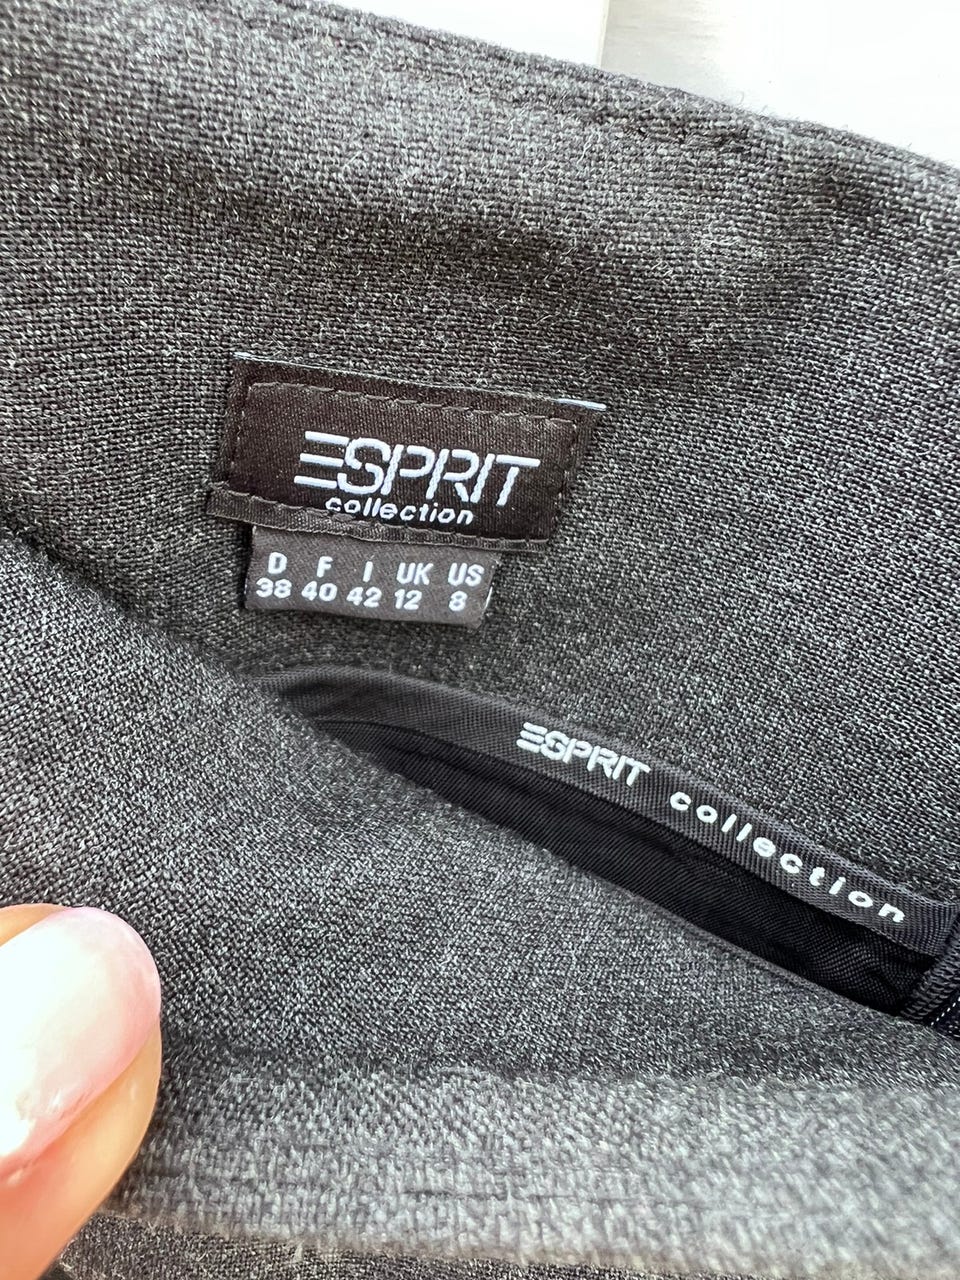 ESPRIT
collection
D F I UK US
38 40 42 12 8
ESPRIT collection